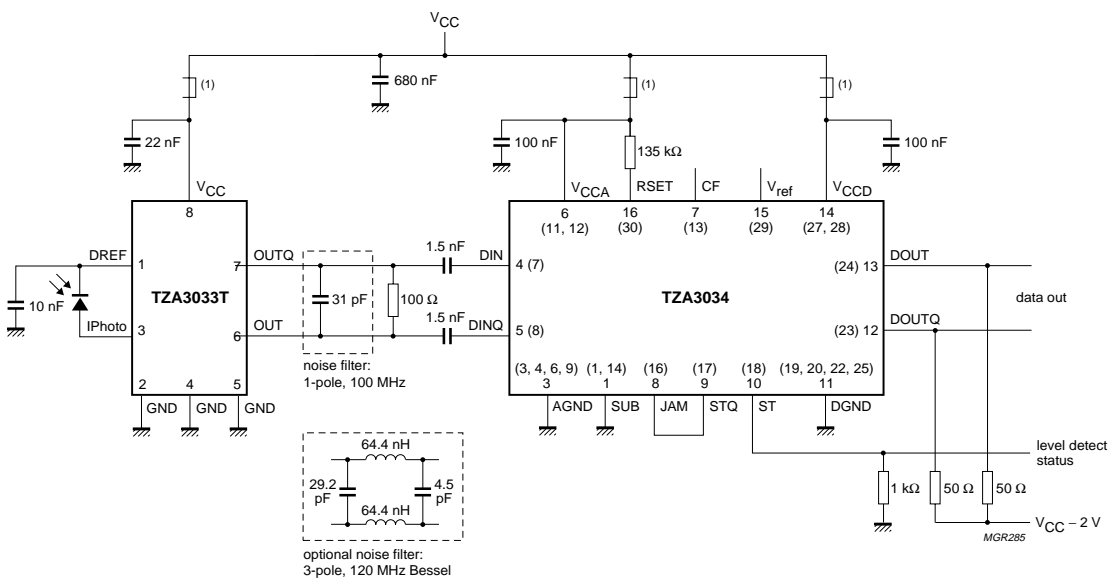 VCC
(1)
680 nF
(1)
(1)
22 nF
100 nF
135 kΩ
100 nF
VCC
8
VCCA
RSET
CF
Vref
VCCD
6
16
7
15
14
(11, 12)
(30)
(13)
(29)
(27, 28)
DREF
1
7
OUTQ
1.5 nF
DIN
4 (7)
(24) 13
DOUT
10 nF
TZA3033T
31 pF
100 Ω
TZA3034
data out
IPhoto
3
6
OUT
1.5 nF
DINQ
5 (8)
(23) 12
DOUTQ
noise filter:
1-pole, 100 MHz
2
4
5
GND
GND
GND
(3, 4, 6, 9)
(1, 14)
(16)
(17)
(18)
(19, 20, 22, 25)
3
1
8
9
10
11
AGND
SUB
JAM
STQ
ST
DGND
64.4 nH
29.2
pF
4.5
pF
64.4 nH
optional noise filter:
3-pole, 120 MHz Bessel
level detect
status
1 kΩ
50 Ω
50 Ω
VCC – 2 V
MGR285